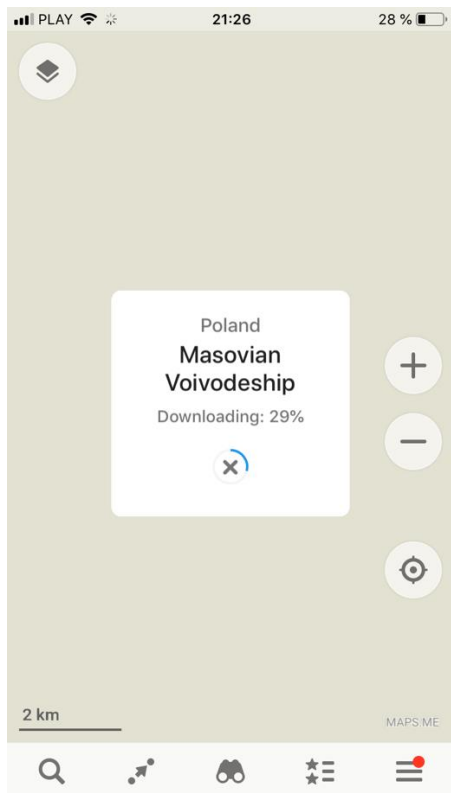 PLAY 21:26 28 %
Poland
Masovian
Voivodeship
Downloading: 29%
2 km
MAPS.ME